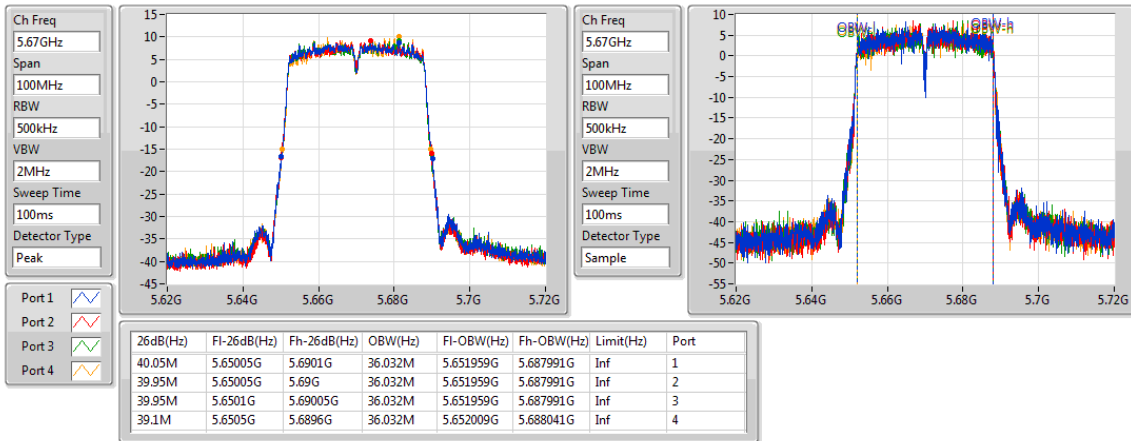 Ch Freq
5.67GHz
Span
100MHz
RBW
500kHz
VBW
2MHz
Sweep Time
100ms
Detector Type
Peak
15
10
5
0
-5
-10
-15
-20
-25
-30
-35
-40
5.62G 5.64G 5.66G 5.68G 5.7G 5.72G
Ch Freq
5.67GHz
Span
100MHz
RBW
500kHz
VBW
2MHz
Sweep Time
100ms
Detector Type
Sample
OBW-l OBW-h
15
10
5
0
-5
-10
-15
-20
-25
-30
-35
-40
-45
-50
-55
5.62G 5.64G 5.66G 5.68G 5.7G 5.72G
Port 1
Port 2
Port 3
Port 4
26dB(Hz) Fl-26dB(Hz) Fh-26dB(Hz) OBW(Hz) Fl-OBW(Hz) Fh-OBW(Hz) Limit(Hz) Port
40.05M 5.65005G 5.6901G 36.032M 5.651959G 5.687991G Inf 1
39.95M 5.65005G 5.69G 36.032M 5.651959G 5.687991G Inf 2
39.95M 5.6501G 5.69005G 36.032M 5.651959G 5.687991G Inf 3
39.1M 5.6505G 5.6896G 36.032M 5.652009G 5.688041G Inf 4